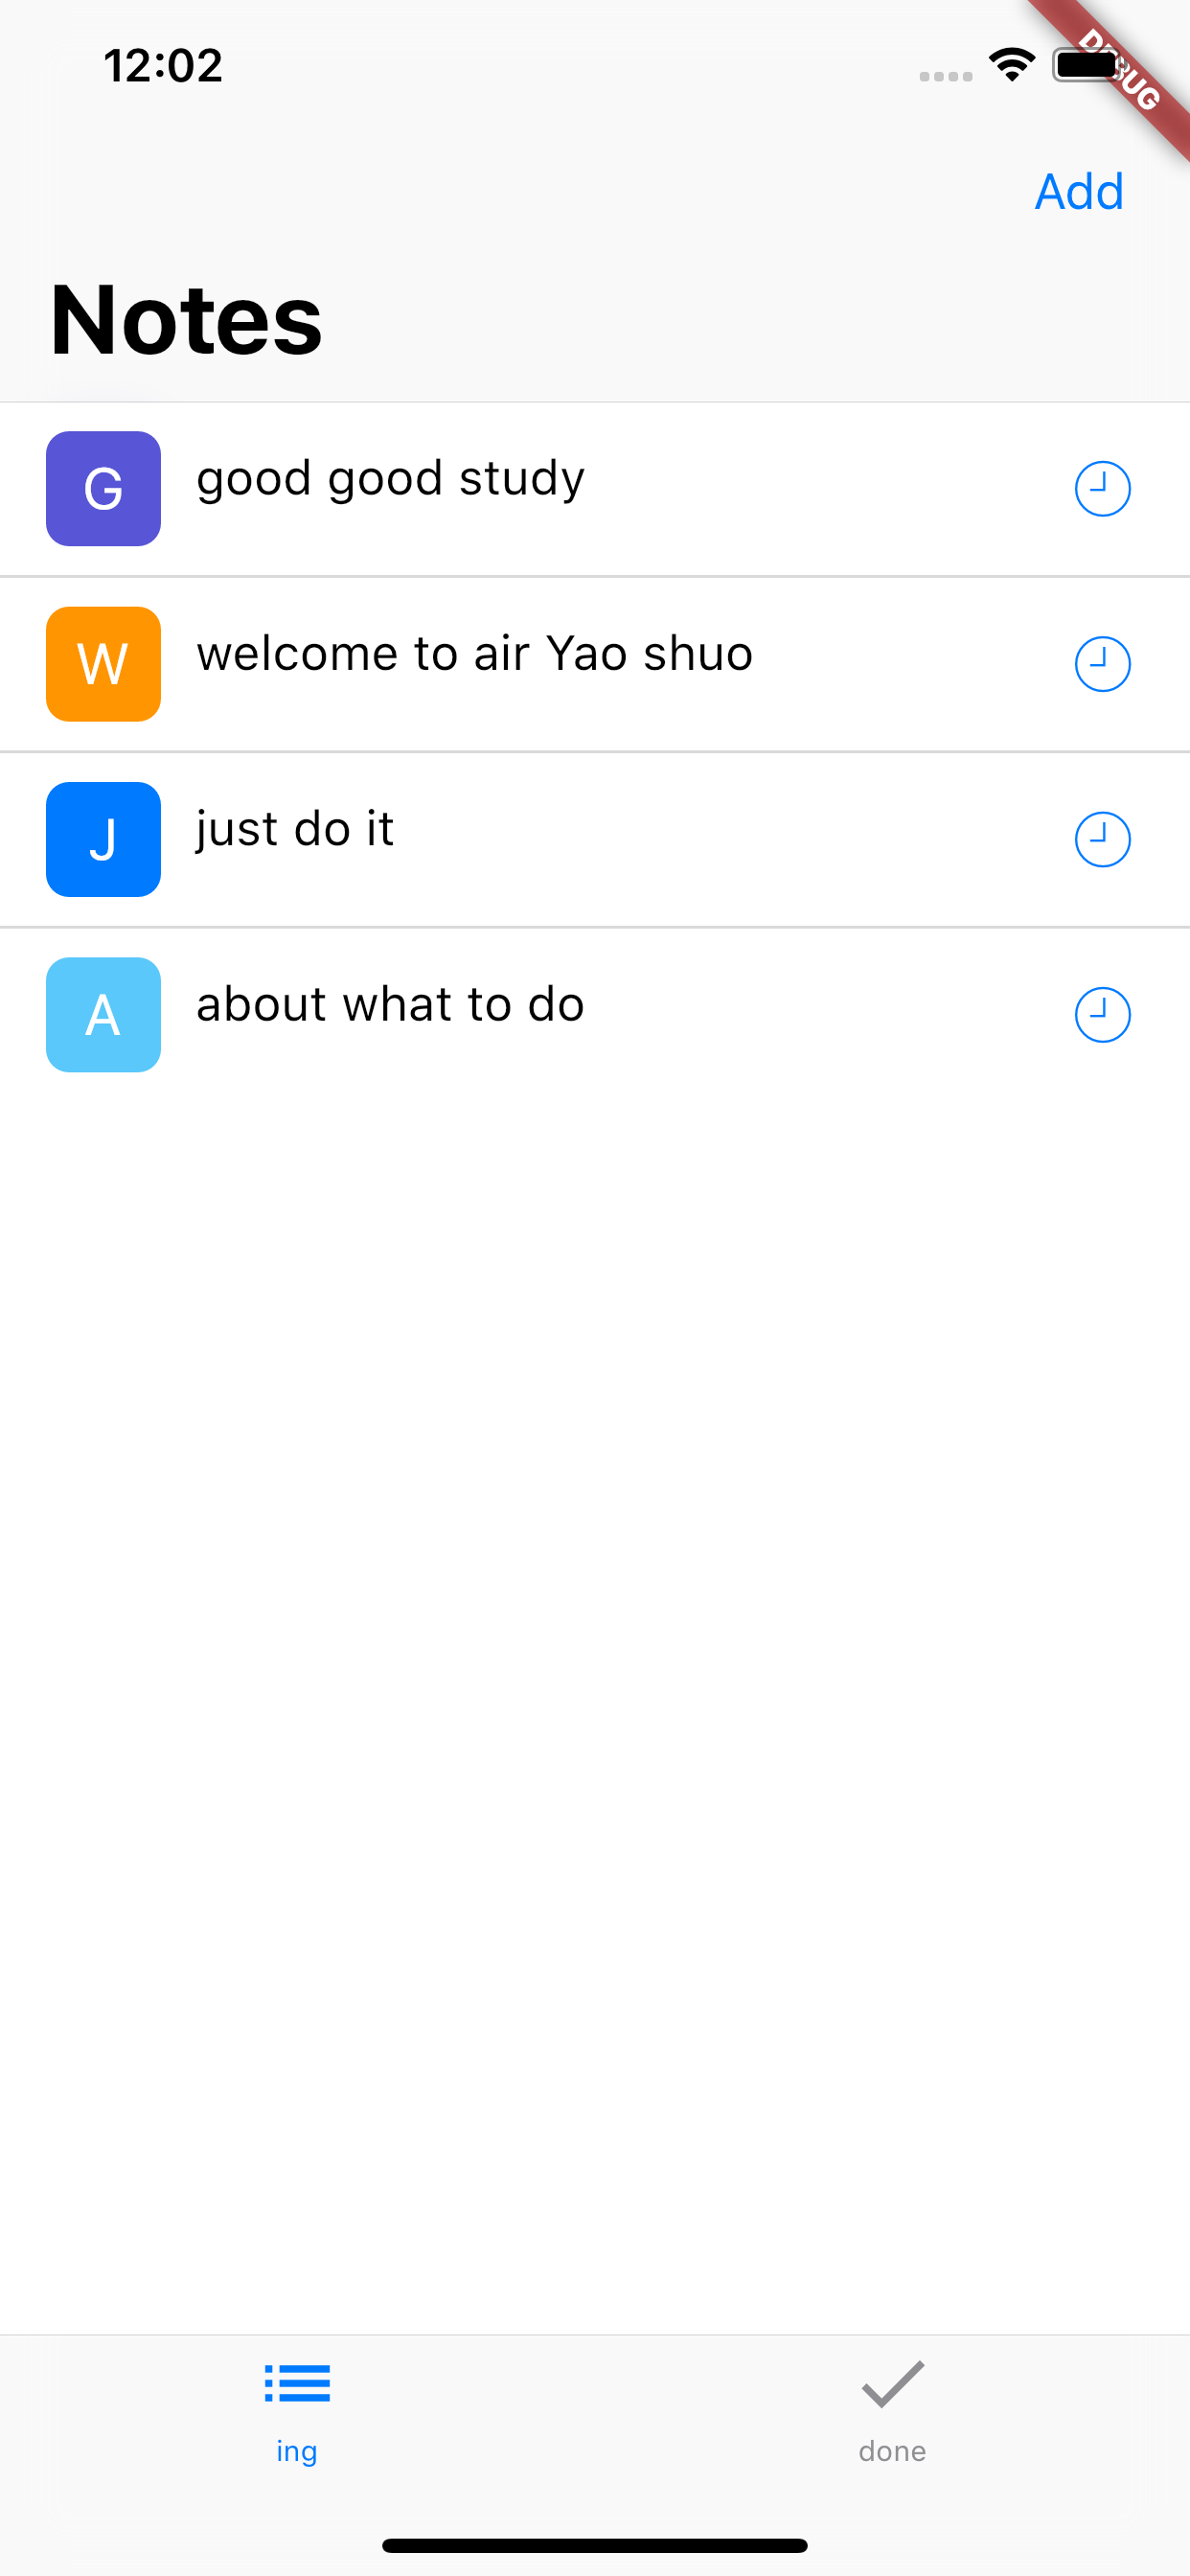 12:02
DEBUG
Add
Notes
G good good study
W welcome to air Yao shuo
J just do it
A about what to do
ing done